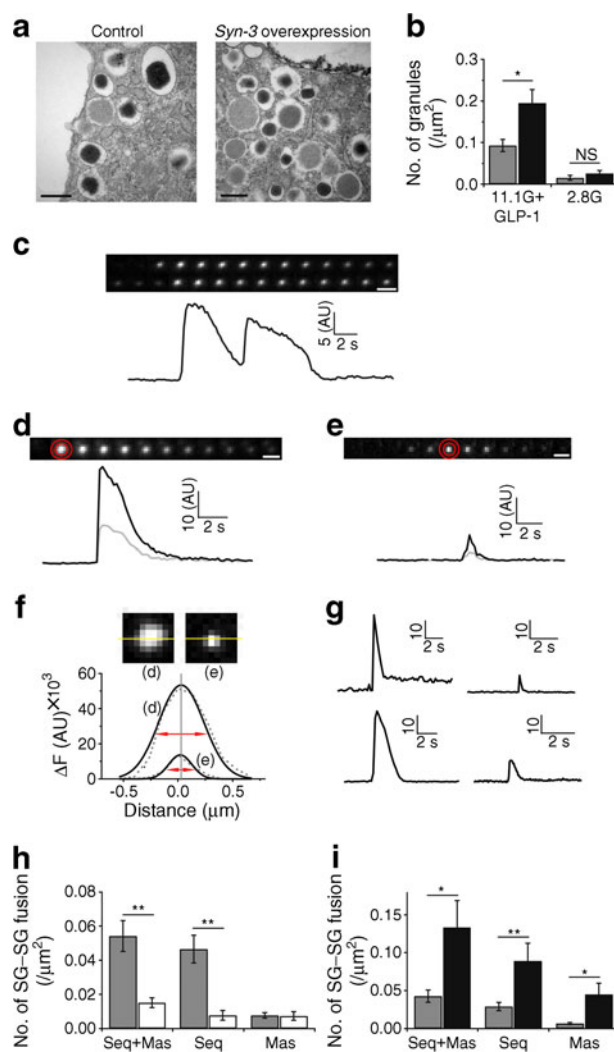 a
Control
Syn-3 overexpression
b
No. of granules
(/μm²)
0.3
0.2
0.1
0.0
*
NS
11.1G+
GLP-1
2.8G
c
5 (AU)
2 s
d
10 (AU)
2 s
e
10 (AU)
2 s
f
(d)
(e)
ΔF (AU)×10³
60
40
20
0
(d)
(e)
-0.5
0.0
0.5
Distance (μm)
g
10
2 s
10
2 s
10
2 s
10
2 s
h
No. of SG–SG fusion
(/μm²)
0.08
0.06
0.04
0.02
0.00
**
**
Seq+Mas
Seq
Mas
i
No. of SG–SG fusion
(/μm²)
0.15
0.10
0.05
0.00
*
**
*
Seq+Mas
Seq
Mas